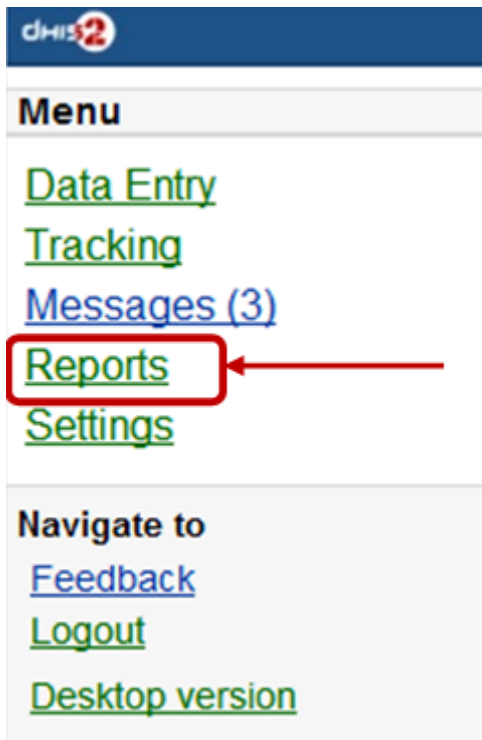 dhis2
Menu
Data Entry
Tracking
Messages (3)
Reports
Settings
Navigate to
Feedback
Logout
Desktop version